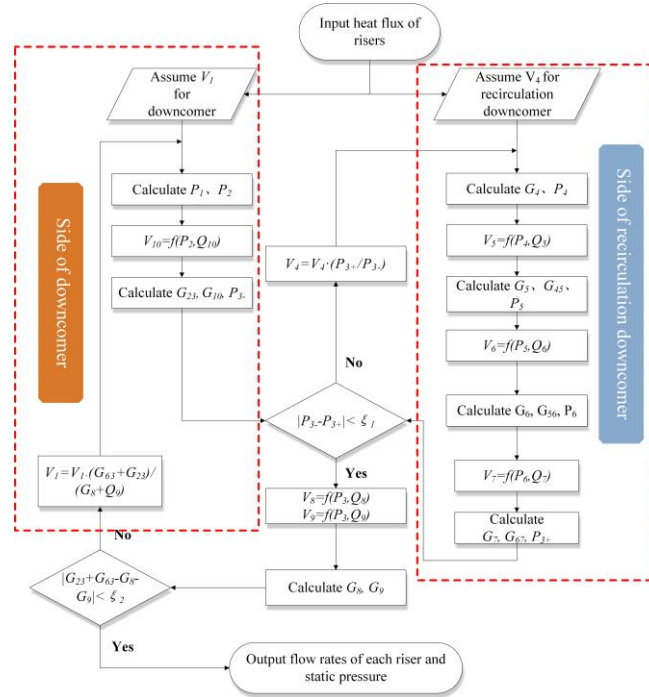 Input heat flux of
risers
Assume V1
for
downcomer
Assume V4 for
recirculation
downcomer
Side of downcomer
Calculate P1、P2
V10=f(P2,Q10)
Calculate G23, G10, P3-
V4=V4·(P3+/P3-)
No
|P3--P3+|< ξ1
Yes
V8=f(P3,Q8)
V9=f(P3,Q9)
Calculate G8, G9
V1=V1·(G63+G23)/
(G8+Q9)
No
|G23+G63-G8-
G9|< ξ2
Yes
Output flow rates of each riser and
static pressure
Calculate G4、P4
V5=f(P4,Q5)
Calculate G5、G45、
P5
V6=f(P5,Q6)
Calculate G6, G56, P6
V7=f(P6,Q7)
Calculate
G7, G67, P3+
Side of recirculation downcomer